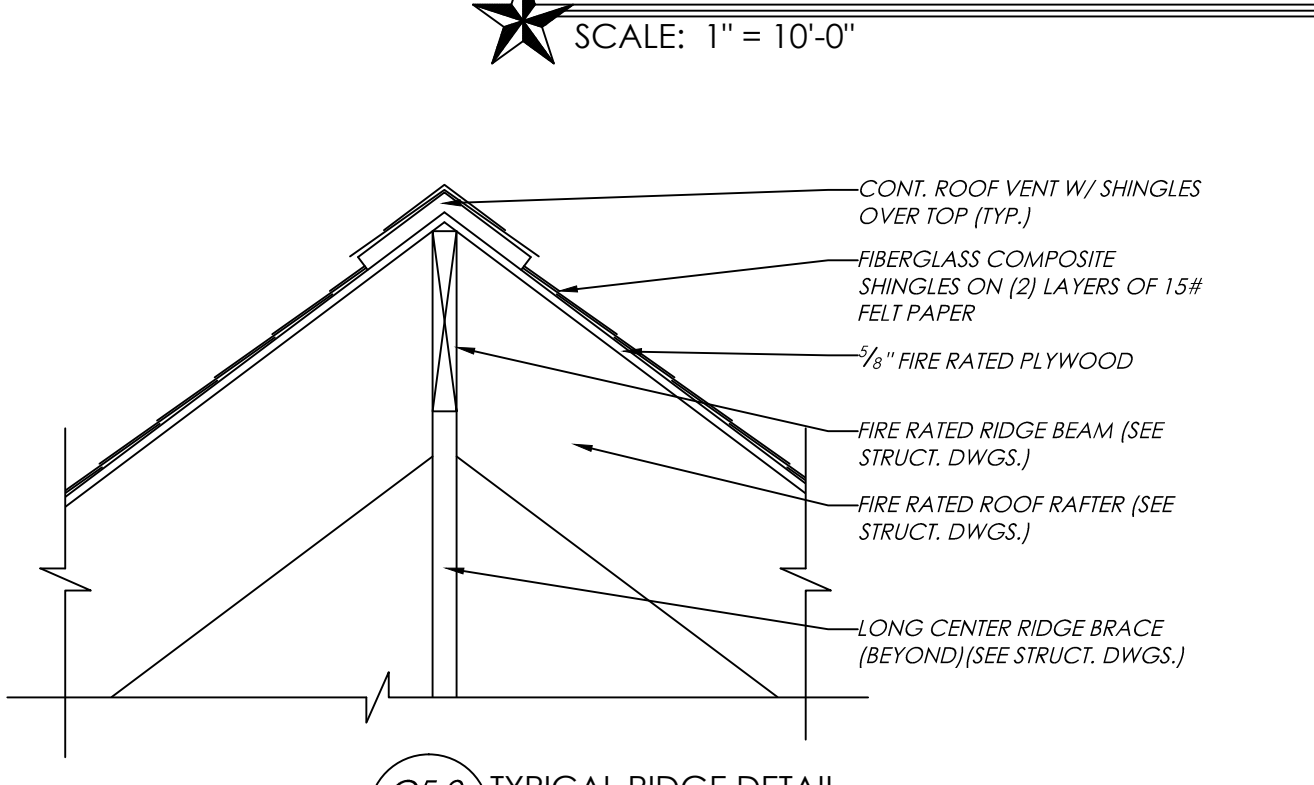 SCALE: 1" = 10'-0"
CONT. ROOF VENT W/ SHINGLES
OVER TOP (TYP.)
FIBERGLASS COMPOSITE
SHINGLES ON (2) LAYERS OF 15#
FELT PAPER
5/8" FIRE RATED PLYWOOD
FIRE RATED RIDGE BEAM (SEE
STRUCT. DWGS.)
FIRE RATED ROOF RAFTER (SEE
STRUCT. DWGS.)
LONG CENTER RIDGE BRACE
(BEYOND)(SEE STRUCT. DWGS.)
TYPICAL RIDGE DETAIL